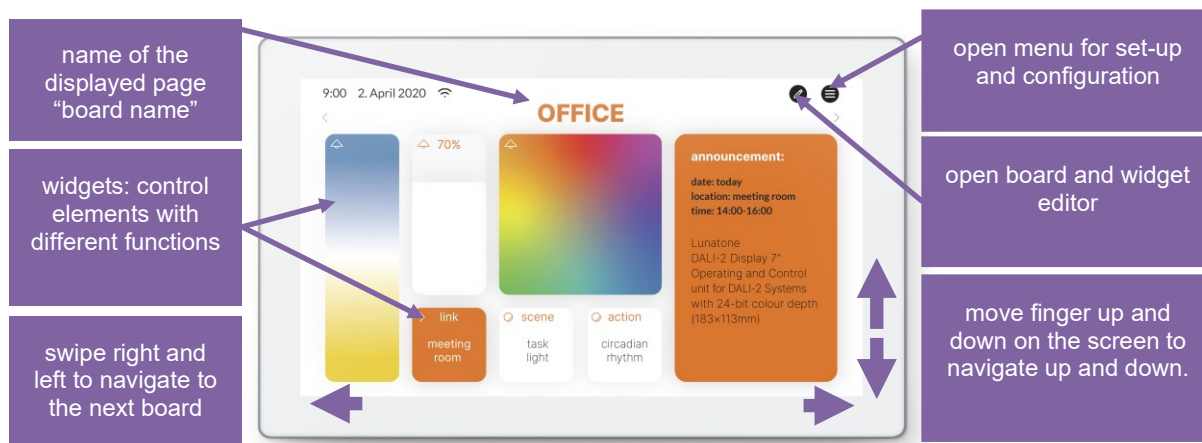 name of the
displayed page
“board name”
widgets: control
elements with
different functions
swipe right and
left to navigate to
the next board
9:00 2. April 2020
OFFICE
70%
announcement:
date: today
location: meeting room
time: 14:00-16:00
Lunatone
DALI-2 Display 7"
Operating and Control
unit for DALI-2 Systems
with 24-bit colour depth
(183×113mm)
link
meeting
room
scene
task
light
action
circadian
rhythm
open menu for set-up
and configuration
open board and widget
editor
move finger up and
down on the screen to
navigate up and down.